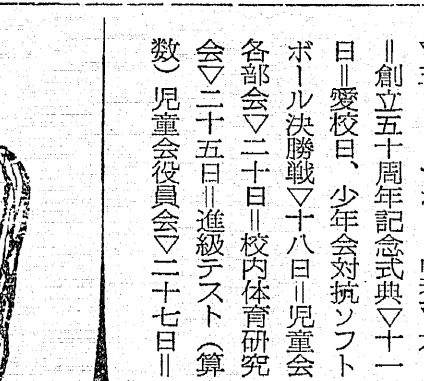 ＝創立五十周年記念式典▽十一
日＝愛校日、少年会対抗ソフト
ボール決勝戦▽十八日＝児童会
各部会▽二十日＝校内体育研究
会▽二十五日＝進級テスト（算
数）児童会役員会▽二十七日＝